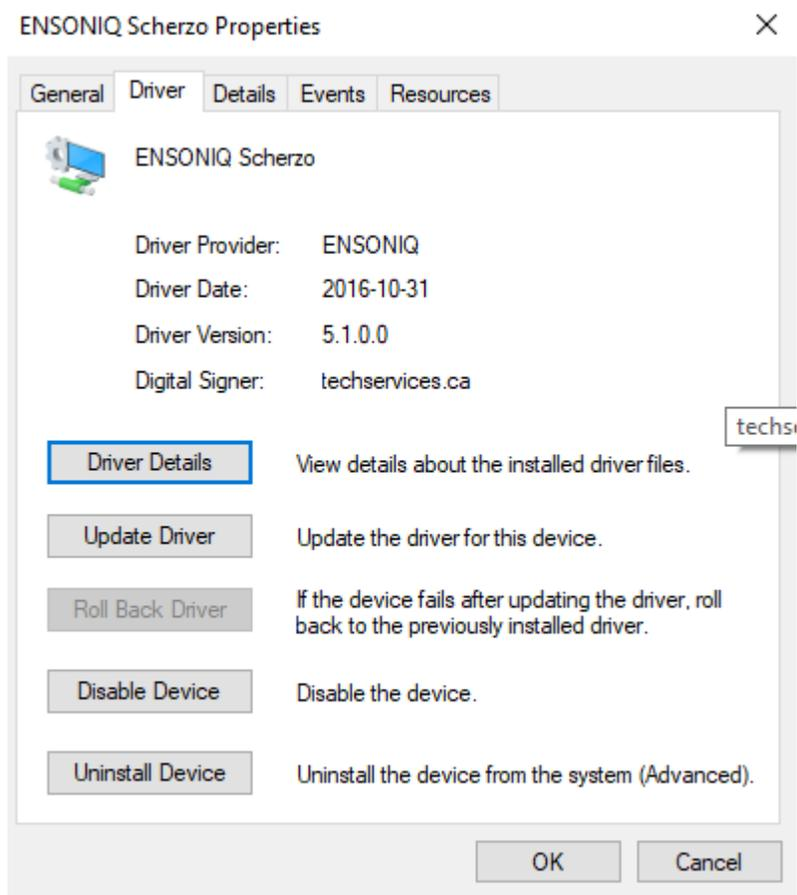 ENSONIQ Scherzo Properties
General Driver Details Events Resources
ENSONIQ Scherzo
Driver Provider: ENSONIQ
Driver Date: 2016-10-31
Driver Version: 5.1.0.0
Digital Signer: techservices.ca
Driver Details View details about the installed driver files.
Update Driver Update the driver for this device.
Roll Back Driver If the device fails after updating the driver, roll
back to the previously installed driver.
Disable Device Disable the device.
Uninstall Device Uninstall the device from the system (Advanced).
OK Cancel